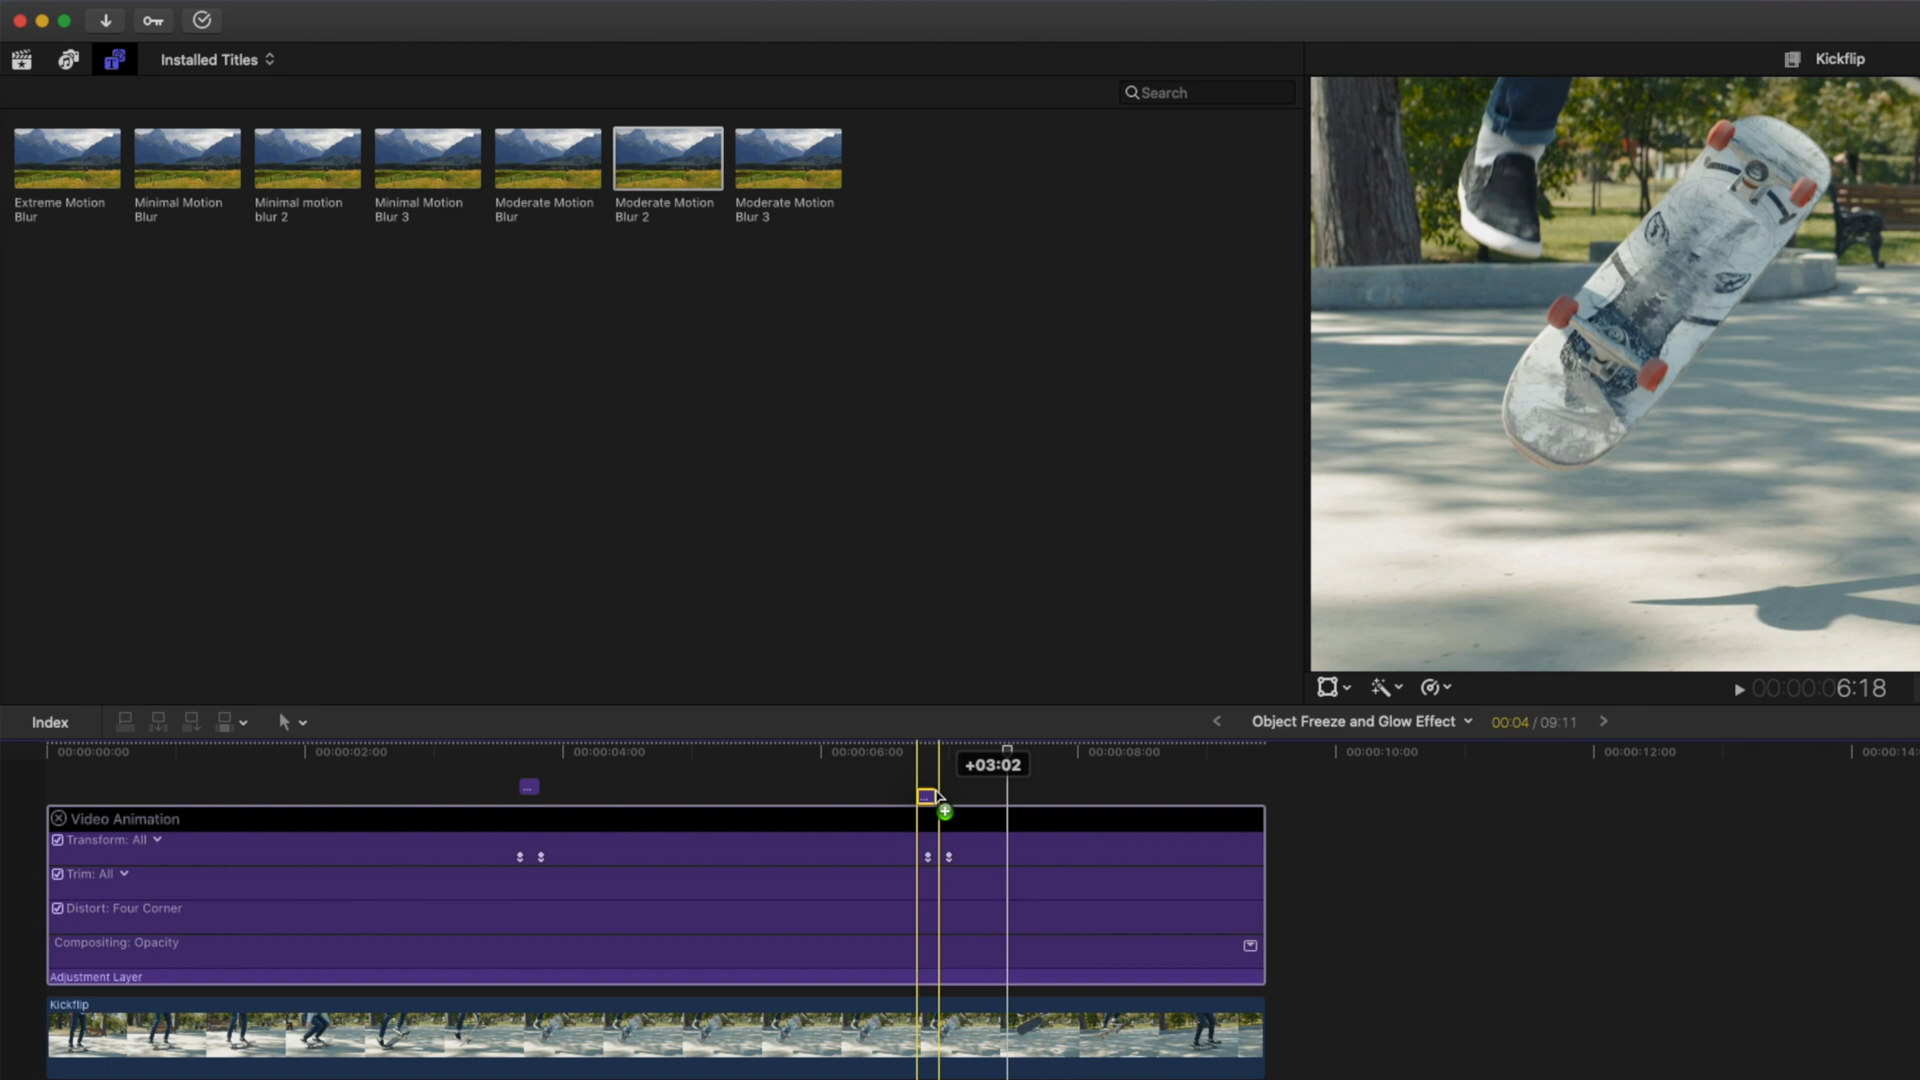 Installed Titles
Kickflip
Search
Extreme Motion
Blur
Minimal Motion
Blur
Minimal motion
blur 2
Minimal Motion
Blur 3
Moderate Motion
Blur
Moderate Motion
Blur 2
Moderate Motion
Blur 3
00:00:06:18
Index
Object Freeze and Glow Effect
00:04 / 09:11
00:00:00:00
00:00:02:00
00:00:04:00
00:00:06:00
00:00:08:00
00:00:10:00
00:00:12:00
00:00:14:
+03:02
...
...
Video Animation
Transform: All
Trim: All
Distort: Four Corner
Compositing: Opacity
Adjustment Layer
Kickflip